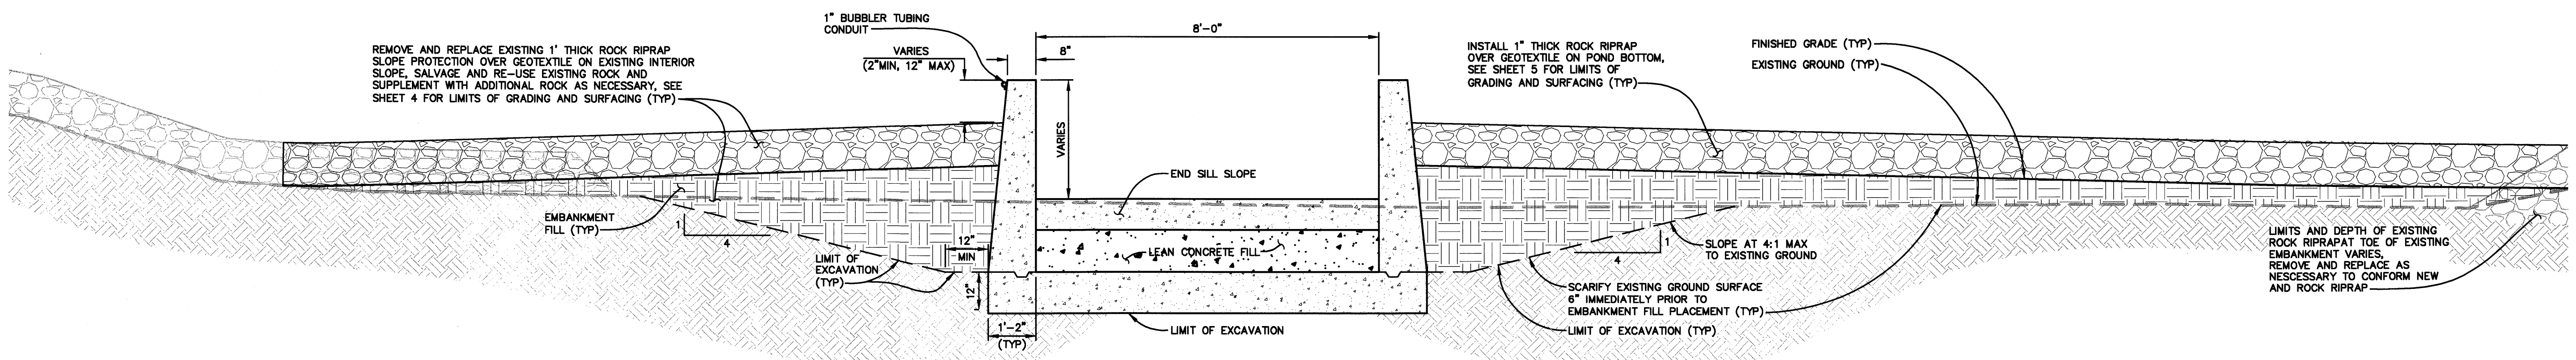 1" BUBBLER TUBING
CONDUIT
REMOVE AND REPLACE EXISTING 1' THICK ROCK RIPRAP
SLOPE PROTECTION OVER GEOTEXTILE ON EXISTING INTERIOR
SLOPE, SALVAGE AND RE-USE EXISTING ROCK AND
SUPPLEMENT WITH ADDITIONAL ROCK AS NECESSARY, SEE
SHEET 4 FOR LIMITS OF GRADING AND SURFACING (TYP)
VARIES
(2"MIN, 12" MAX)
8"
8'-0"
INSTALL 1" THICK ROCK RIPRAP
OVER GEOTEXTILE ON POND BOTTOM,
SEE SHEET 5 FOR LIMITS OF
GRADING AND SURFACING (TYP)
FINISHED GRADE (TYP)
EXISTING GROUND (TYP)
VARIES
END SILL SLOPE
EMBANKMENT
FILL (TYP)
1
4
LIMIT OF
EXCAVATION
(TYP)
12"
MIN
12"
1'-2"
(TYP)
LEAN CONCRETE FILL
LIMIT OF EXCAVATION
1
4
SLOPE AT 4:1 MAX
TO EXISTING GROUND
SCARIFY EXISTING GROUND SURFACE
6" IMMEDIATELY PRIOR TO
EMBANKMENT FILL PLACEMENT (TYP)
LIMIT OF EXCAVATION (TYP)
LIMITS AND DEPTH OF EXISTING
ROCK RIPRAPAT TOE OF EXISTING
EMBANKMENT VARIES,
REMOVE AND REPLACE AS
NESCESSARY TO CONFORM NEW
AND ROCK RIPRAP